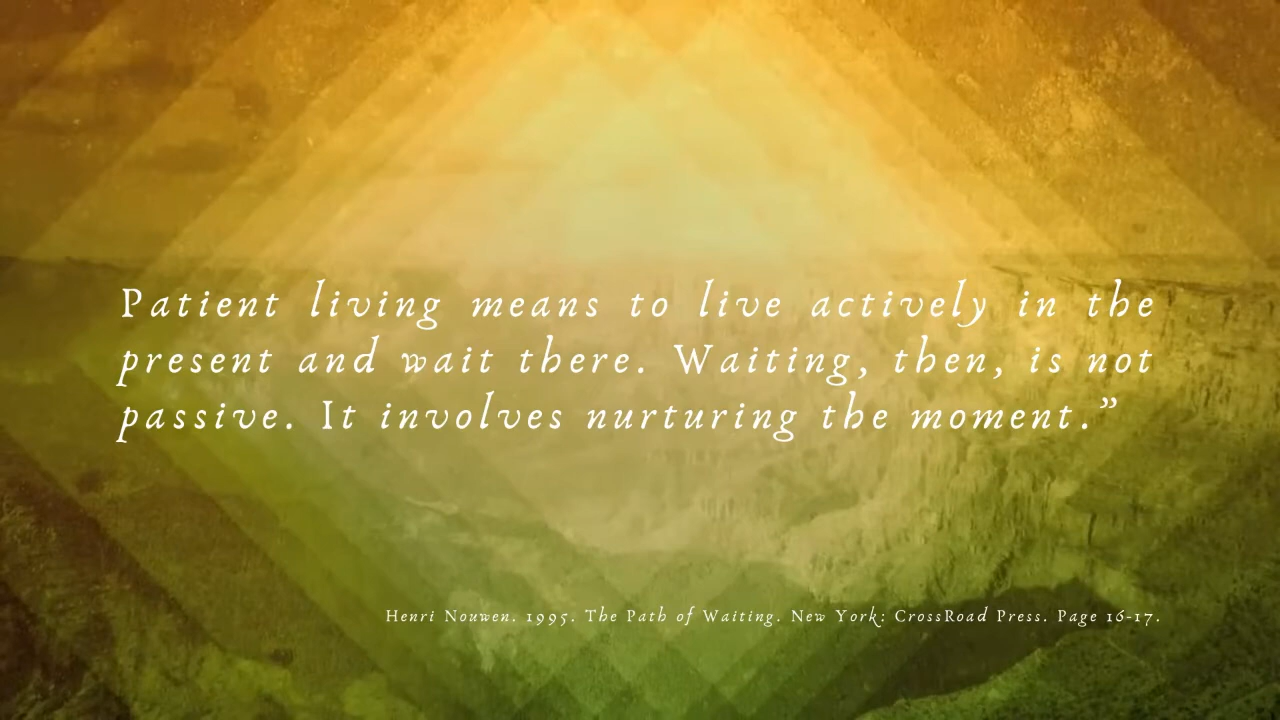 Patient living means to live actively in the
present and wait there. Waiting, then, is not
passive. It involves nurturing the moment.”
Henri Nouwen. 1995. The Path of Waiting. New York: CrossRoad Press. Page 16-17.